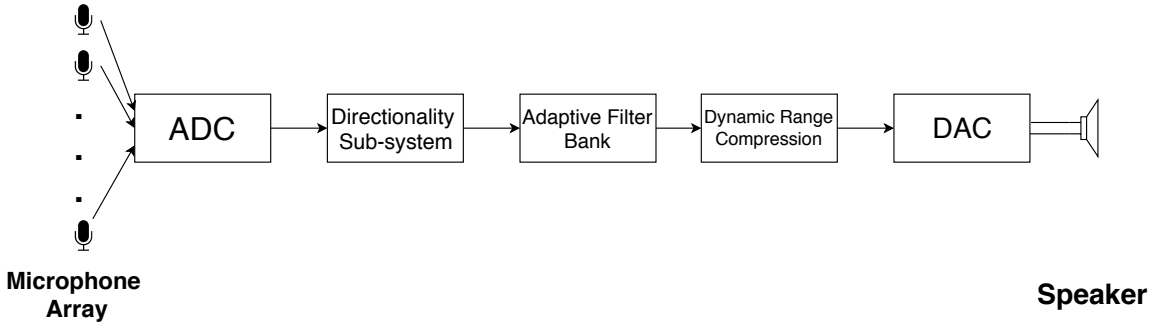 ADC
Directionality
Sub-system
Adaptive Filter
Bank
Dynamic Range
Compression
DAC
Microphone
Array
Speaker